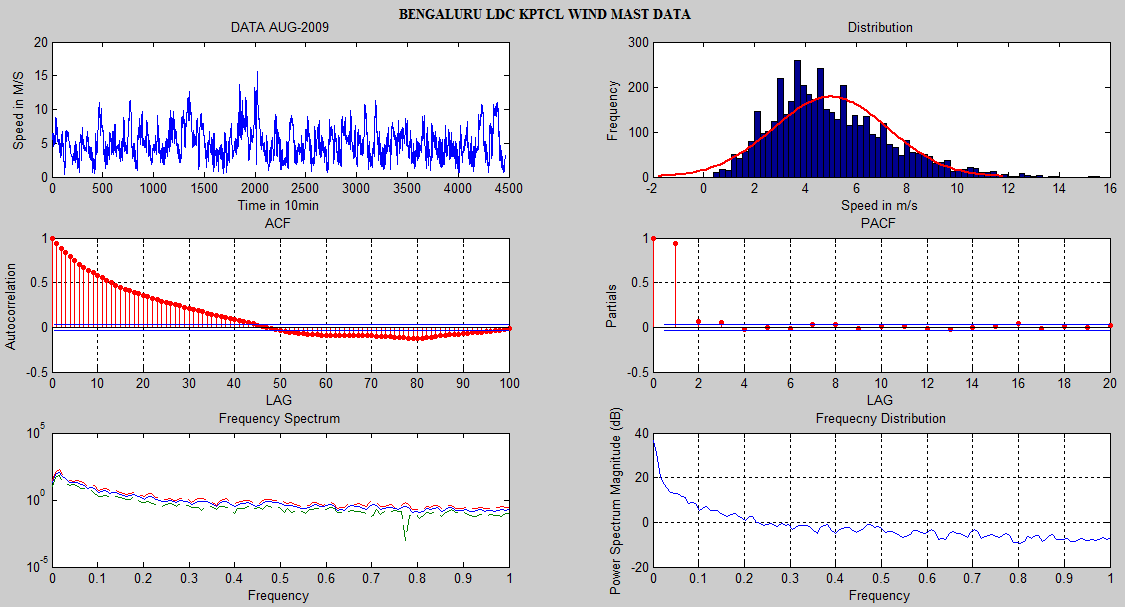 BENGALURU LDC KPTCL WIND MAST DATA
DATA AUG-2009
Speed in M/S
20
15
10
5
0
0 500 1000 1500 2000 2500 3000 3500 4000 4500
Time in 10min
Distribution
Frequency
300
200
100
0
-2 0 2 4 6 8 10 12 14 16
Speed in m/s
ACF
Autocorrelation
1
0.5
0
-0.5
0 10 20 30 40 50 60 70 80 90 100
LAG
PACF
Partials
1
0.5
0
-0.5
0 2 4 6 8 10 12 14 16 18 20
LAG
Frequency Spectrum
10^5
10^0
10^-5
0 0.1 0.2 0.3 0.4 0.5 0.6 0.7 0.8 0.9 1
Frequency
Frequecny Distribution
Power Spectrum Magnitude (dB)
40
20
0
-20
0 0.1 0.2 0.3 0.4 0.5 0.6 0.7 0.8 0.9 1
Frequency